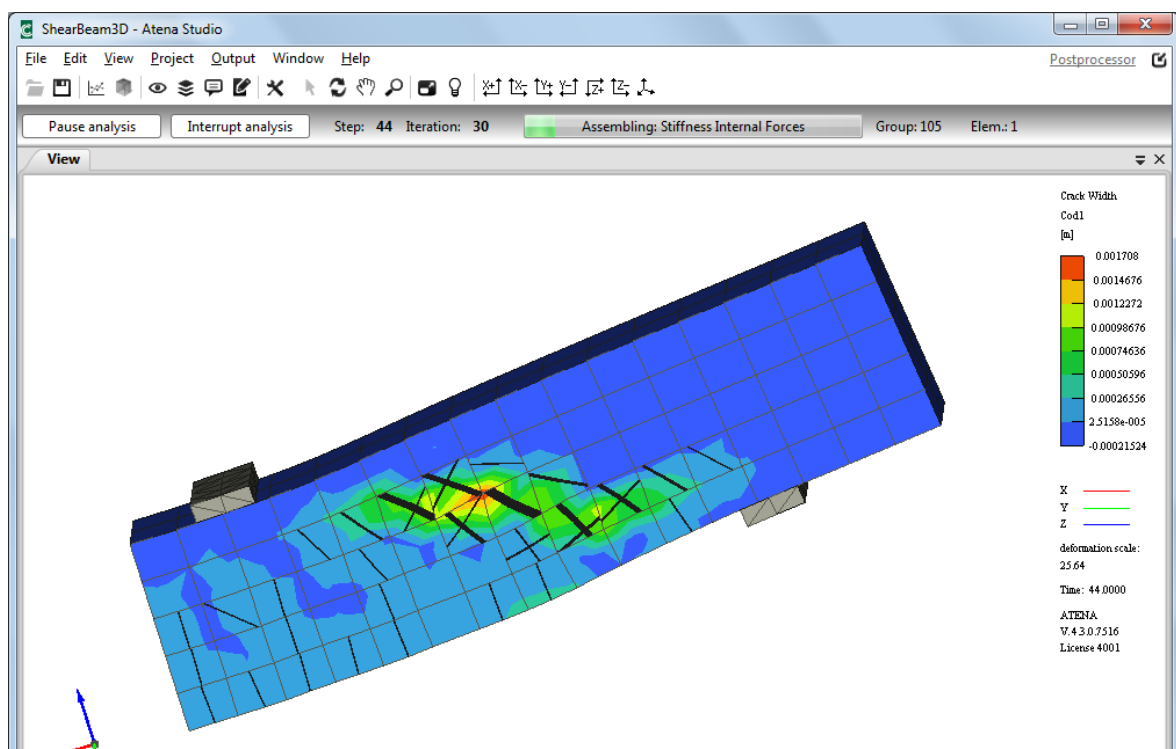 ShearBeam3D - Atena Studio
File Edit View Project Output Window Help
Postprocessor
X+ X- Y+ Y- Z+ Z-
Pause analysis Interrupt analysis Step: 44 Iteration: 30 Assembling: Stiffness Internal Forces Group: 105 Elem.: 1
View
Crack Width
Cod1
[m]
0.001708
0.0014676
0.0012272
0.00098676
0.00074636
0.00050596
0.00026556
2.5158e-005
-0.00021524
X
Y
Z
deformation scale:
25.64
Time: 44.0000
ATENA
V.4.3.0.7516
License 4001